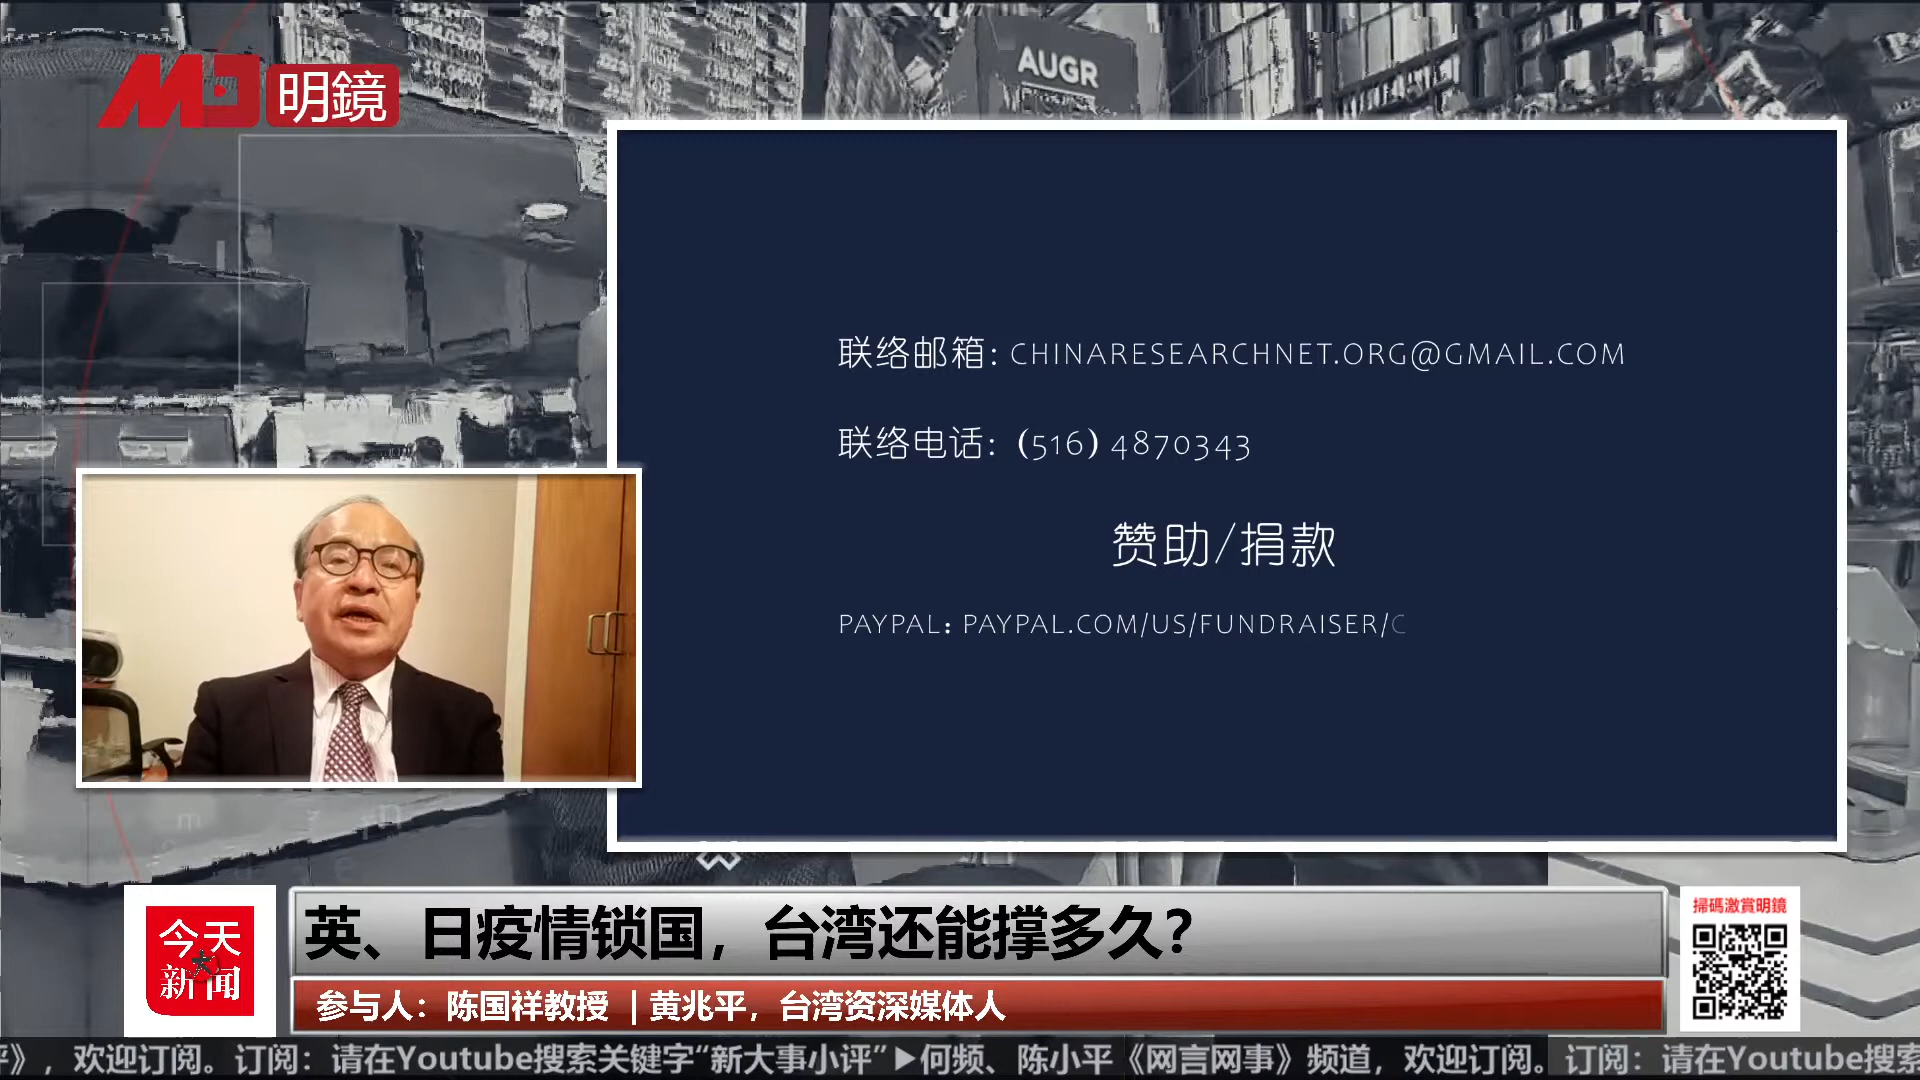 AUGR
明鏡
联络邮箱: CHINARESEARCHNET.ORG@GMAIL.COM
联络电话: (516) 4870343
赞助/捐款
PAYPAL: PAYPAL.COM/US/FUNDRAISER/C
今天
大
新闻
英、日疫情锁国，台湾还能撑多久?
参与人：陈国祥教授 | 黄兆平，台湾资深媒体人
掃碼激賞明鏡
》，欢迎订阅。订阅：请在Youtube搜索关键字“新大事小评”▶何频、陈小平《网言网事》频道，欢迎订阅。订阅：请在Youtube搜索